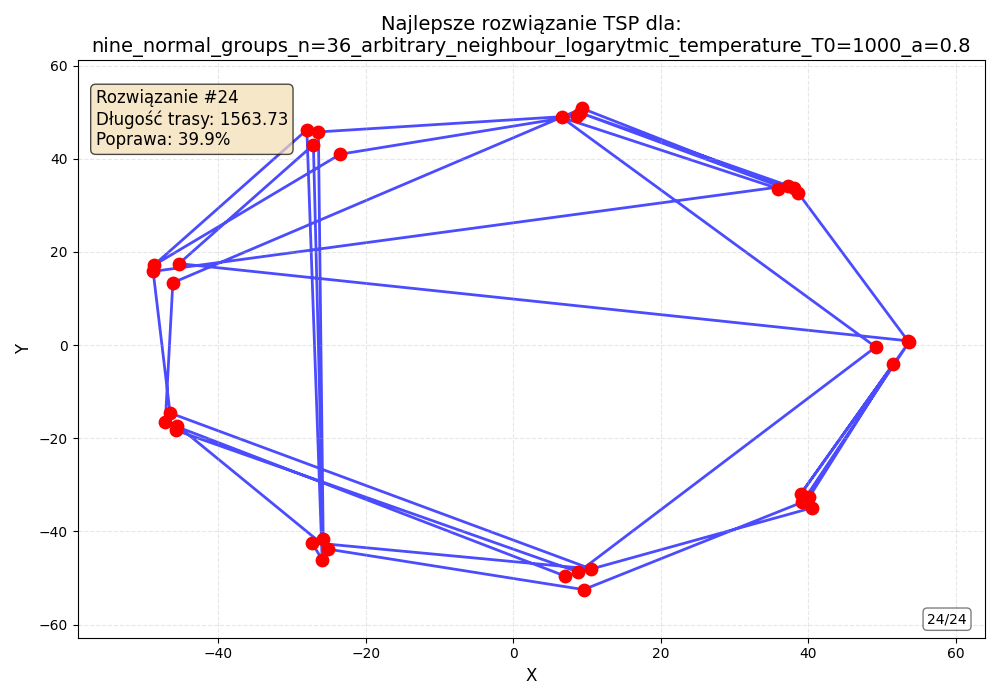 Najlepsze rozwiązanie TSP dla:
nine_normal_groups_n=36_arbitrary_neighbour_logarytmic_temperature_T0=1000_a=0.8
Rozwiązanie #24
Długość trasy: 1563.73
Poprawa: 39.9%
60
40
20
0
−20
−40
−60
Y
24/24
−40 −20 0 20 40 60
X